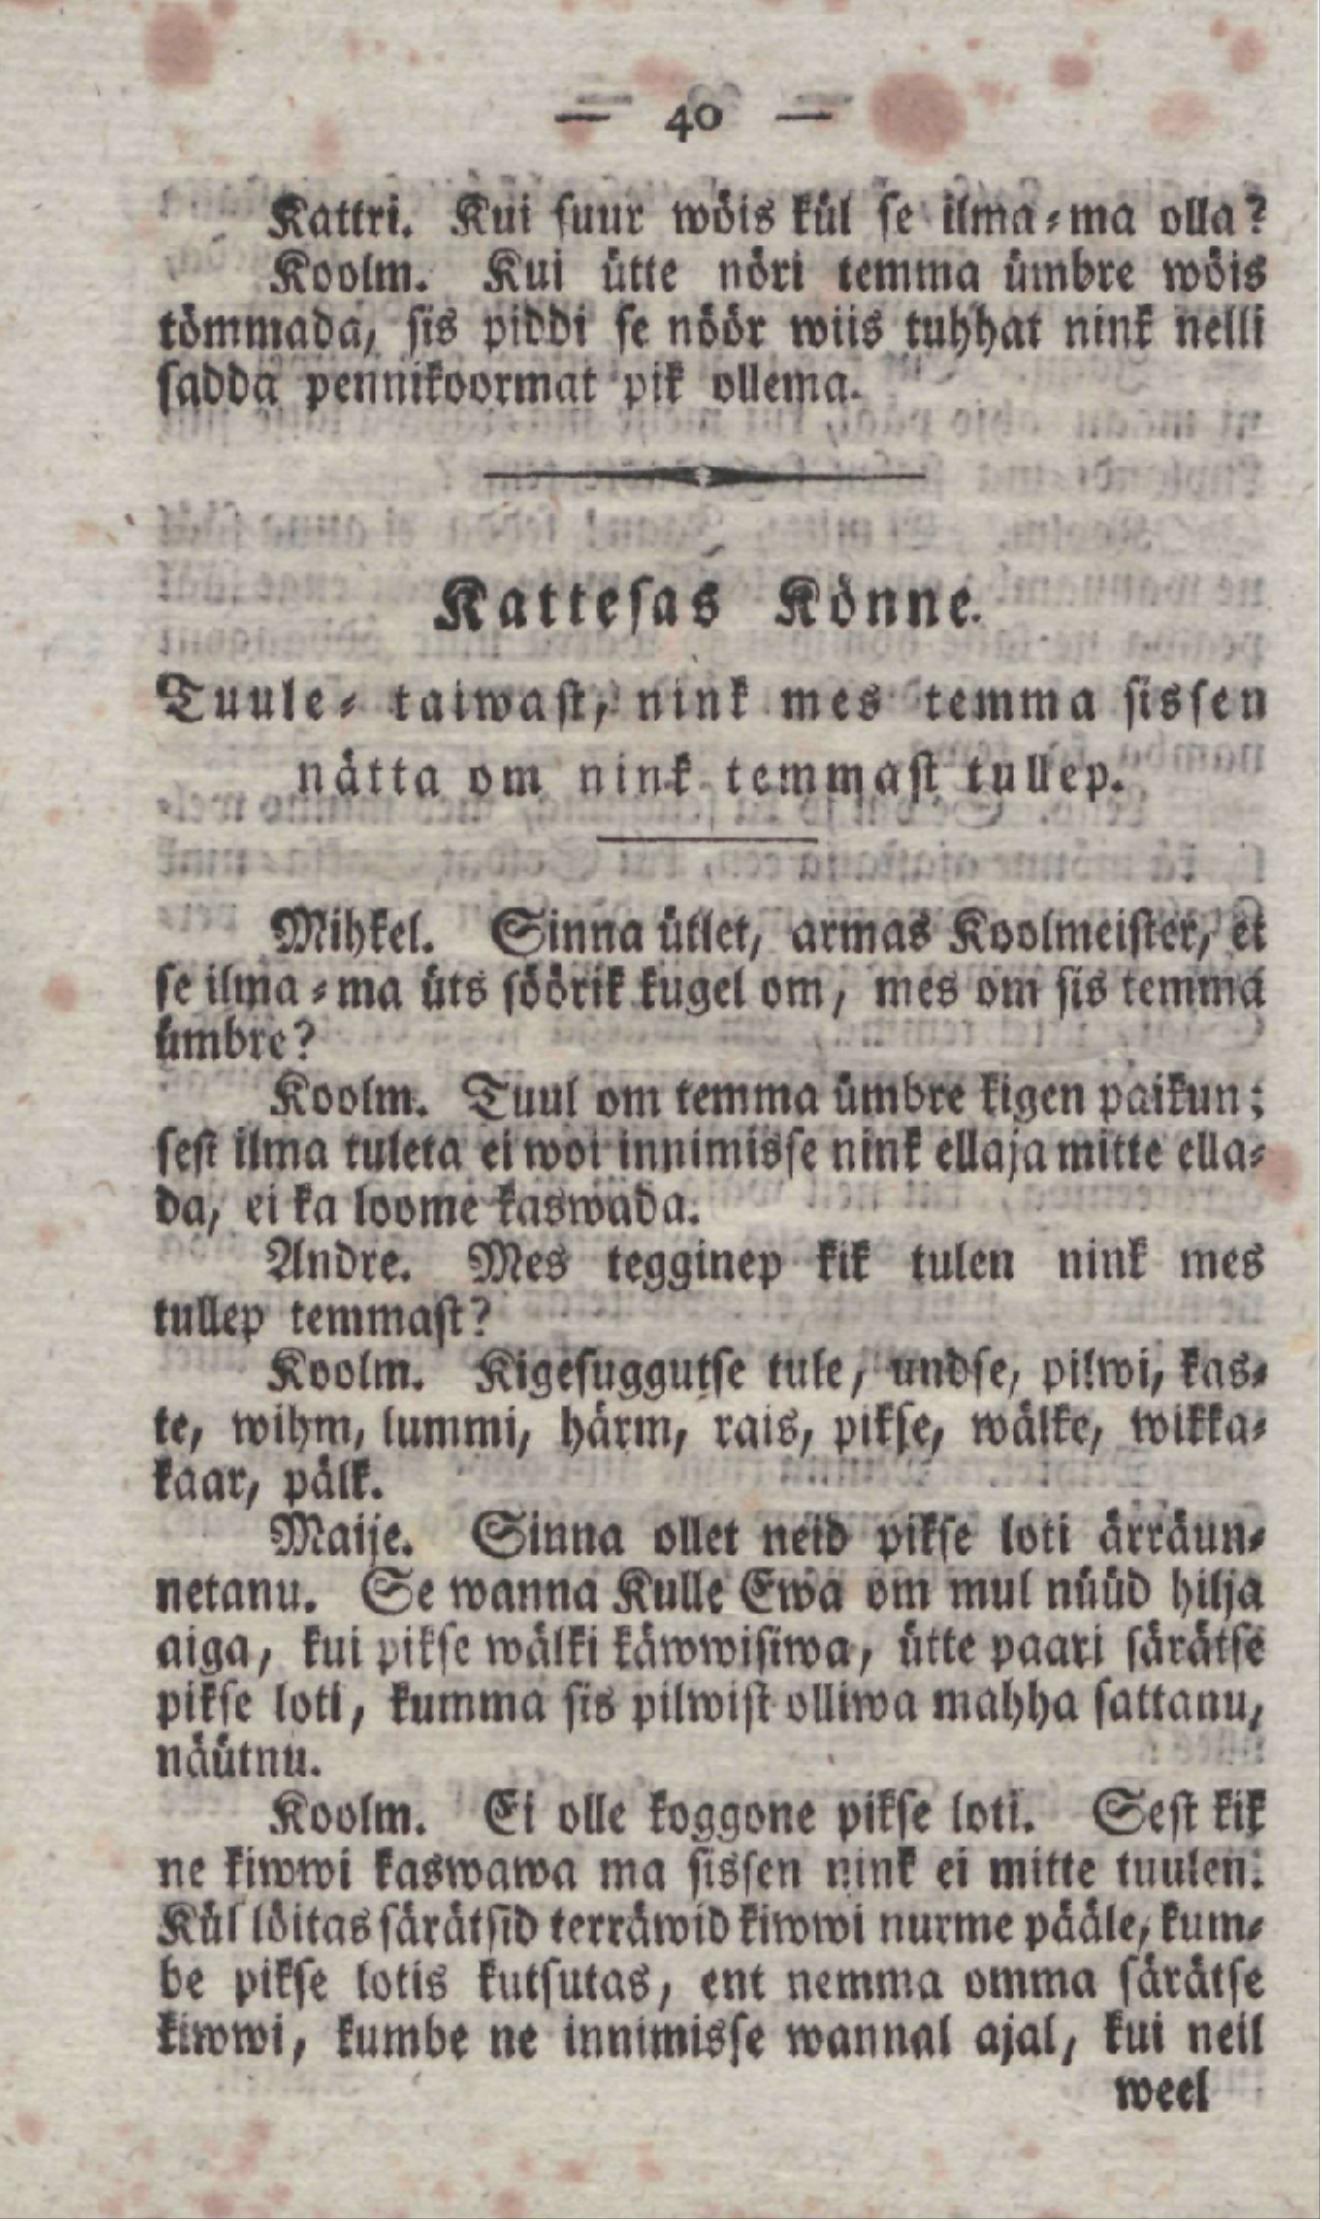 — 40 —
Kattri. Kui suur wöis kül se ilma-ma olla?
Koolm. Kui ütte nöri temma ümbre wöis
tömmada, sis piddi se nöör wiis tuhhat nink nelli
sadda pennikoormat pik ollema.
Kattesas Könne.
Tuule-taiwast, nink mes temma sissen
nätta om nink temmast tullep.
Mihkel. Sinna ütlet, armas Koolmeister, et
se ilma-ma üts söörik kugel om, mes om sis temma
ümbre?
Koolm. Tuul om temma ümbre kigen paikun;
sest ilma tuleta ei woi innimisse nink ellaja mitte ella-
da, ei ka loome kaswada.
Andre. Mes tegginep kik tulen nink mes
tullep temmast?
Koolm. Kigesuggutse tule, undse, pilwi, kas-
te, wihm, lummi, härm, rais, pikse, wälke, wikka-
kaar, pälk.
Maije. Sinna ollet neid pikse loti ärräun-
netanu. Se wanna Kulle Ewa om mul nüüd hilja
aiga, kui pikse wälki käwwisiwa, ütte paari särätse
pikse loti, kumma sis pilwist olliwa mahha sattanu,
näütnu.
Koolm. Ei olle koggone pikse loti. Sest kik
ne kiwwi kaswawa ma sissen nink ei mitte tuulen.
Kül löitas särätsid terräwid kiwwi nurme pääle, kum-
be pikse lotis kutsutas, ent nemma omma särätse
kiwwi, kumbe ne innimisse wannal ajal, kui neil
weel